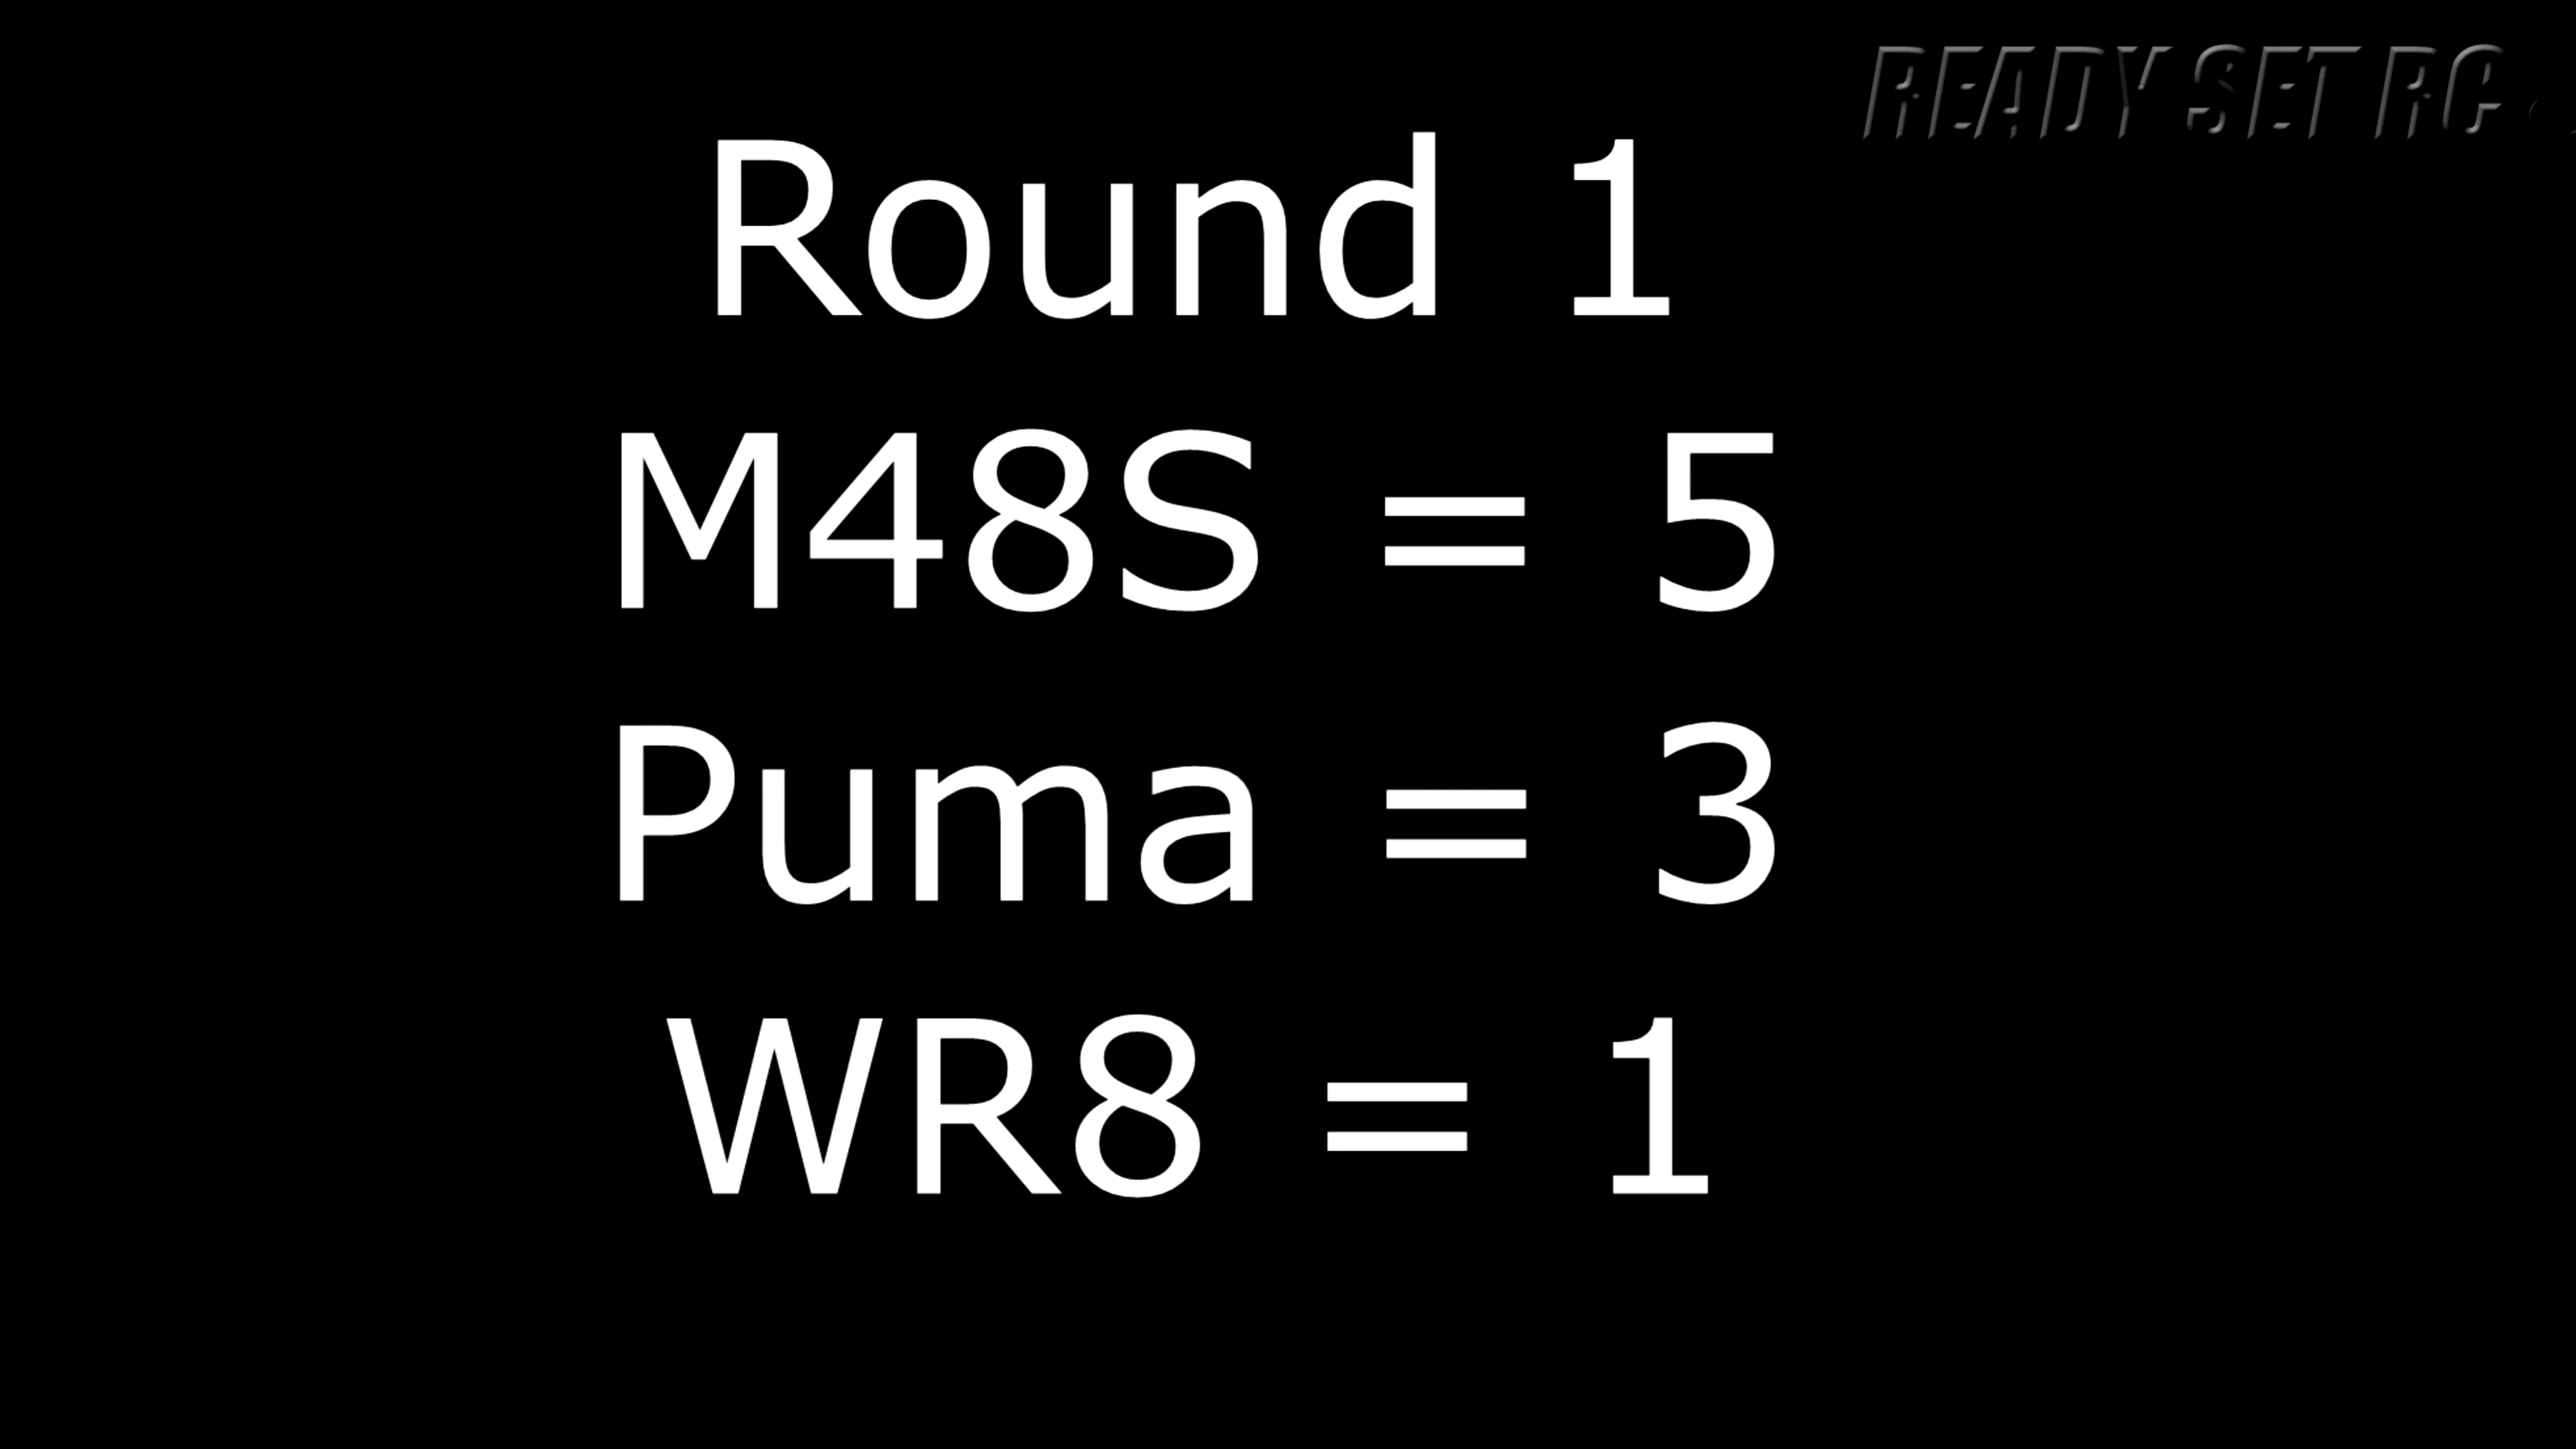 READY SET RC
Round 1
M48S = 5
Puma = 3
WR8 = 1